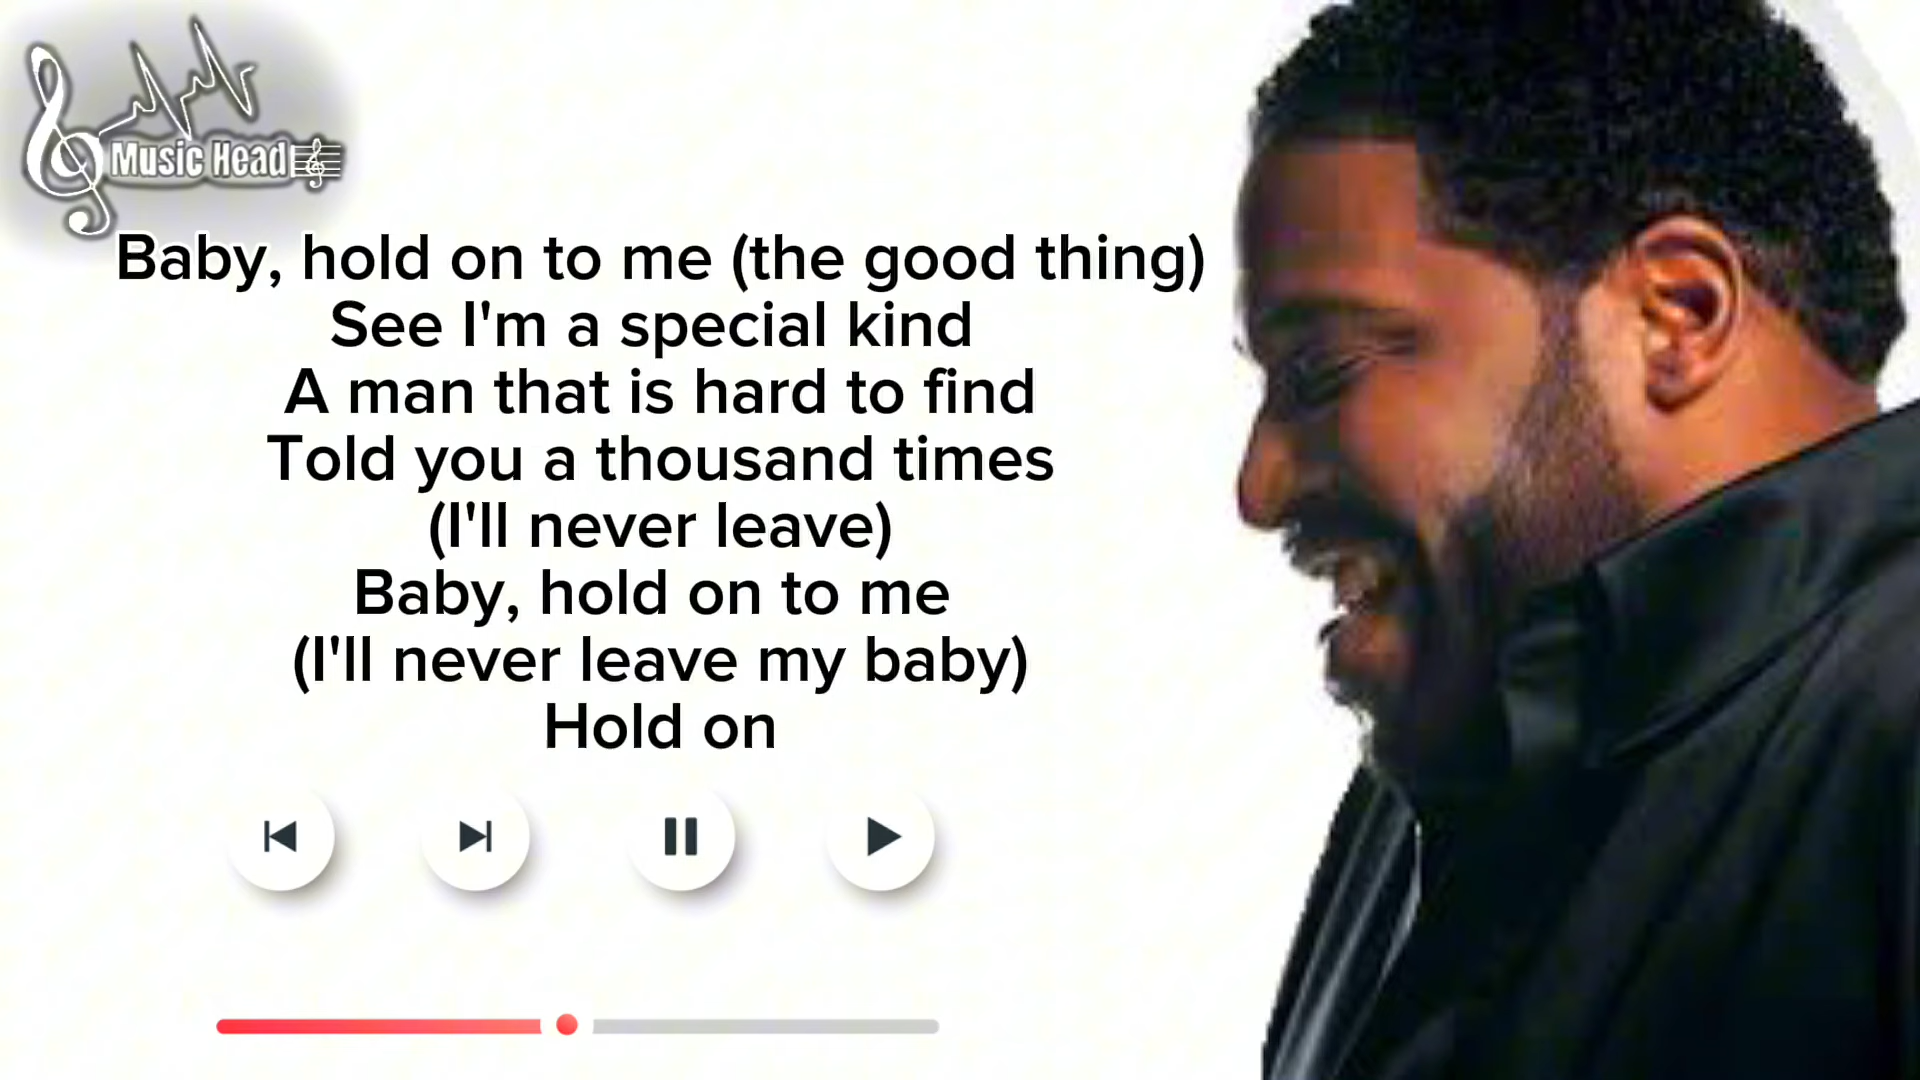 Music Head
Baby, hold on to me (the good thing)
See I'm a special kind
A man that is hard to find
Told you a thousand times
(I'll never leave)
Baby, hold on to me
(I'll never leave my baby)
Hold on